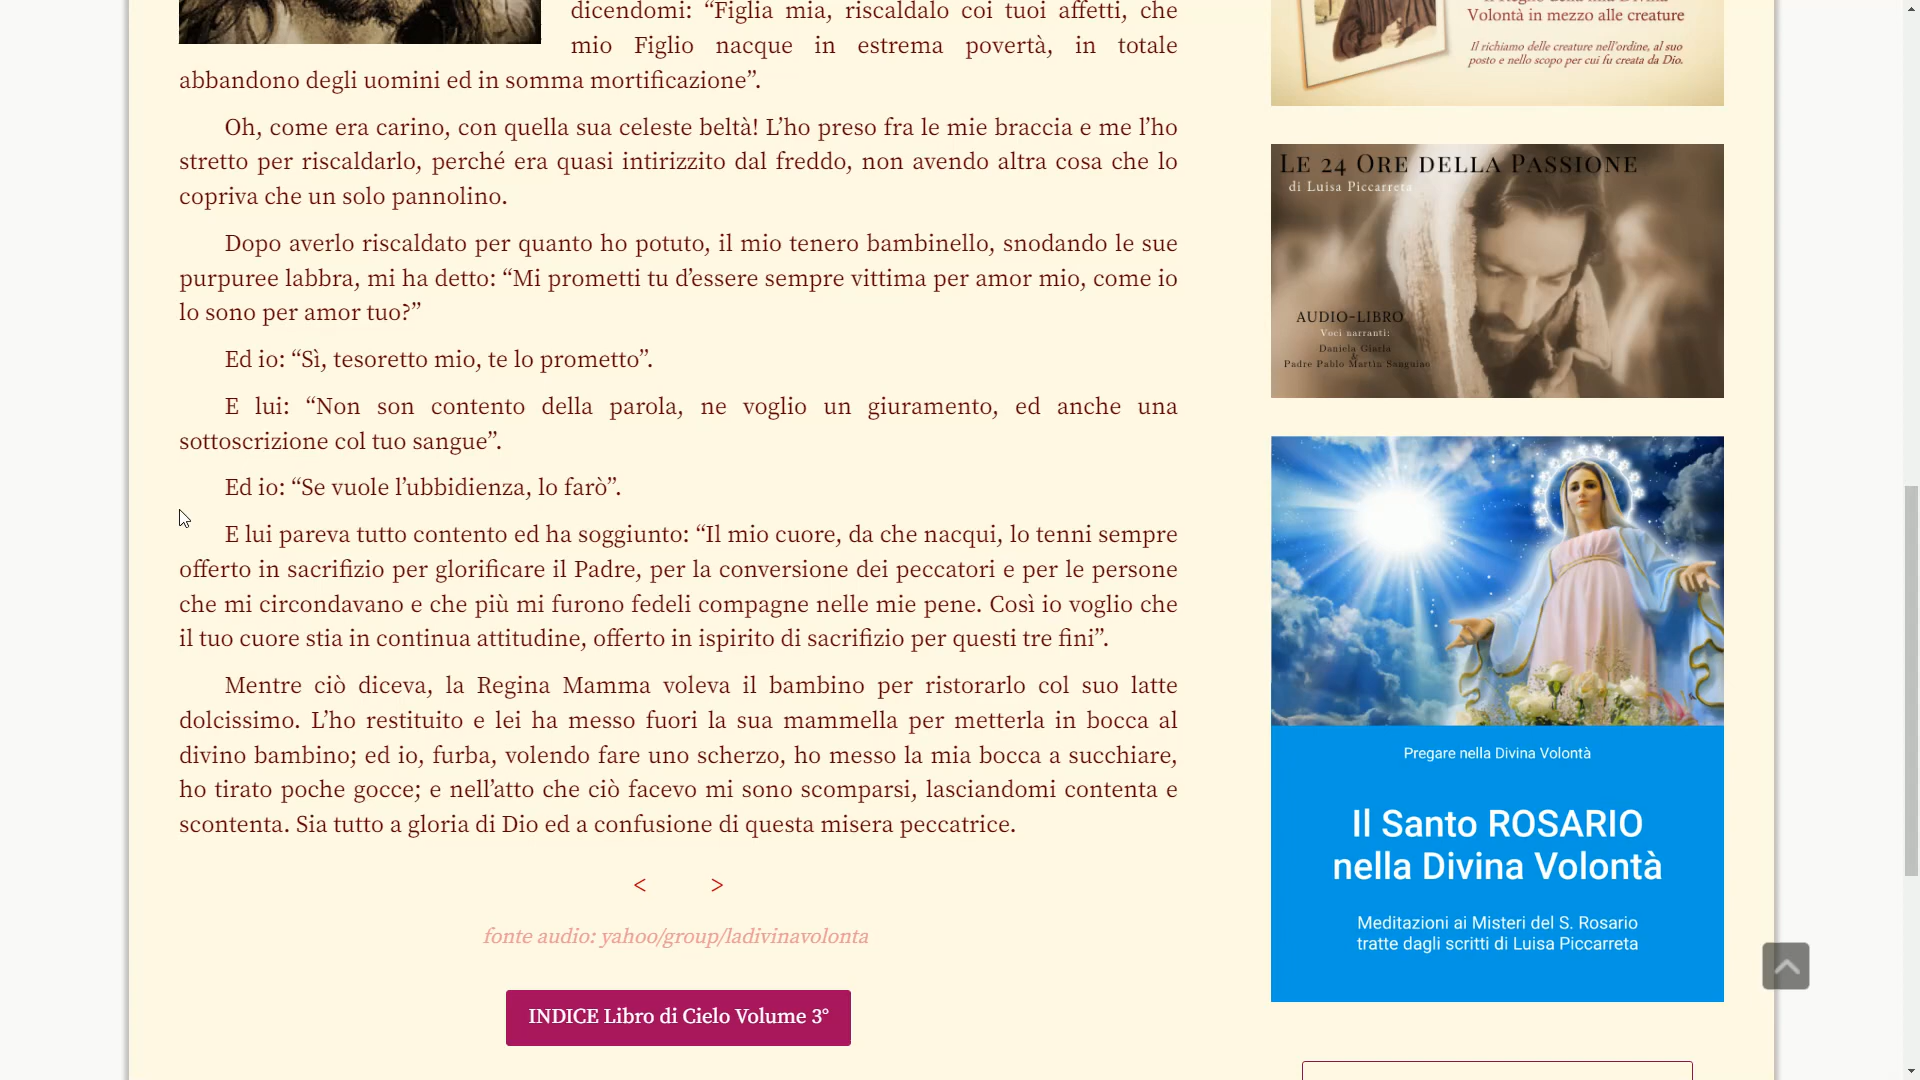 dicendomi: “Figlia mia, riscaldalo coi tuoi affetti, che
mio Figlio nacque in estrema povertà, in totale
abbandono degli uomini ed in somma mortificazione”.
Oh, come era carino, con quella sua celeste beltà! L’ho preso fra le mie braccia e me l’ho
stretto per riscaldarlo, perché era quasi intirizzito dal freddo, non avendo altra cosa che lo
copriva che un solo pannolino.
Dopo averlo riscaldato per quanto ho potuto, il mio tenero bambinello, snodando le sue
purpuree labbra, mi ha detto: “Mi prometti tu d’essere sempre vittima per amor mio, come io
lo sono per amor tuo?”
Ed io: “Sì, tesoretto mio, te lo prometto”.
E lui: “Non son contento della parola, ne voglio un giuramento, ed anche una
sottoscrizione col tuo sangue”.
Ed io: “Se vuole l’ubbidienza, lo farò”.
E lui pareva tutto contento ed ha soggiunto: “Il mio cuore, da che nacqui, lo tenni sempre
offerto in sacrifizio per glorificare il Padre, per la conversione dei peccatori e per le persone
che mi circondavano e che più mi furono fedeli compagne nelle mie pene. Così io voglio che
il tuo cuore stia in continua attitudine, offerto in ispirito di sacrifizio per questi tre fini”.
Mentre ciò diceva, la Regina Mamma voleva il bambino per ristorarlo col suo latte
dolcissimo. L’ho restituito e lei ha messo fuori la sua mammella per metterla in bocca al
divino bambino; ed io, furba, volendo fare uno scherzo, ho messo la mia bocca a succhiare,
ho tirato poche gocce; e nell’atto che ciò facevo mi sono scomparsi, lasciandomi contenta e
scontenta. Sia tutto a gloria di Dio ed a confusione di questa misera peccatrice.
< >
fonte audio: yahoo/group/ladivinavolonta
INDICE Libro di Cielo Volume 3°
Volontà in mezzo alle creature
Il richiamo delle creature nell’ordine, al suo
posto e nello scopo per cui fu creata da Dio.
Le 24 Ore della Passione
di Luisa Piccarreta
AUDIO-LIBRO
Voci narranti:
Daniela Giarla
&
Padre Pablo Martìn Sanguiao
Pregare nella Divina Volontà
Il Santo ROSARIO
nella Divina Volontà
Meditazioni ai Misteri del S. Rosario
tratte dagli scritti di Luisa Piccarreta